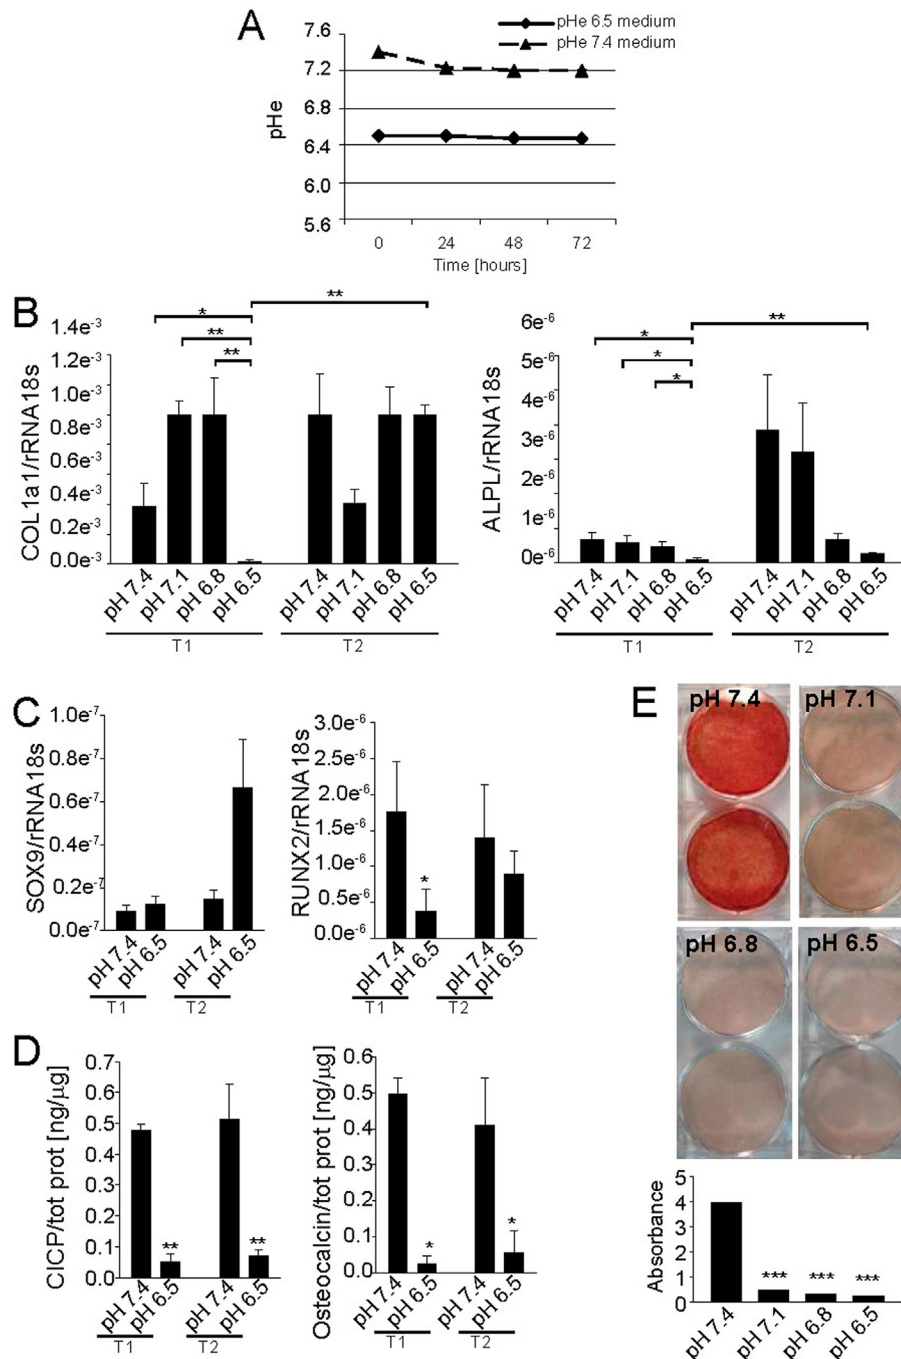 A
pHe 6.5 medium
pHe 7.4 medium
7.6
7.2
6.8
6.4
6.0
5.6
pHe
0 24 48 72
Time [hours]
B
COL1a1/rRNA18s
1.4e-3
1.2e-3
0.8e-3
0.4e-3
0.2e-3
0.0e-3
* ** ** **
pH 7.4 pH 7.1 pH 6.8 pH 6.5 pH 7.4 pH 7.1 pH 6.8 pH 6.5
T1 T2
ALPL/rRNA18s
6e-6
5e-6
4e-6
3e-6
2e-6
1e-6
0e-6
* * * **
pH 7.4 pH 7.1 pH 6.8 pH 6.5 pH 7.4 pH 7.1 pH 6.8 pH 6.5
T1 T2
C
SOX9/rRNA18s
1.0e-7
0.8e-7
0.6e-7
0.4e-7
0.2e-7
0.0e-7
pH 7.4 pH 6.5 pH 7.4 pH 6.5
T1 T2
RUNX2/rRNA18s
3.0e-6
2.5e-6
2.0e-6
1.5e-6
1.0e-6
0.5e-6
0.0e-6
*
pH 7.4 pH 6.5 pH 7.4 pH 6.5
T1 T2
D
CICP/tot prot [ng/µg]
0.7
0.6
0.5
0.4
0.3
0.2
0.1
0.0
** **
pH 7.4 pH 6.5 pH 7.4 pH 6.5
T1 T2
Osteocalcin/tot prot [ng/µg]
0.6
0.5
0.4
0.3
0.2
0.1
0.0
* *
pH 7.4 pH 6.5 pH 7.4 pH 6.5
T1 T2
E
pH 7.4 pH 7.1
pH 6.8 pH 6.5
Absorbance
5
4
3
2
1
0
*** *** ***
pH 7.4 pH 7.1 pH 6.8 pH 6.5